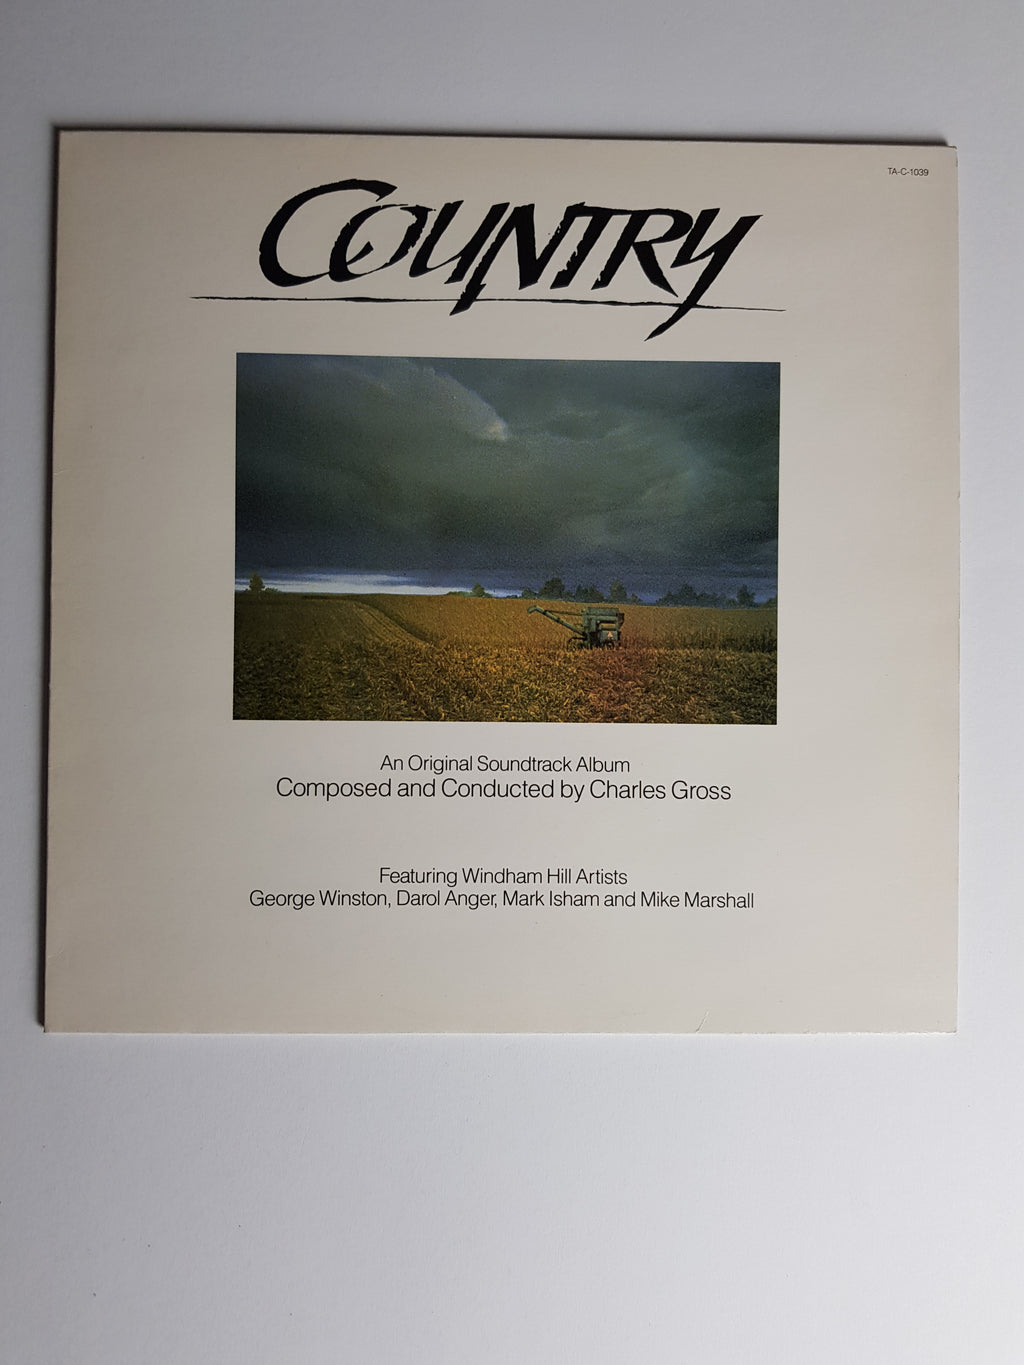 TA-C-1039
COUNTRY
An Original Soundtrack Album
Composed and Conducted by Charles Gross
Featuring Windham Hill Artists
George Winston, Darol Anger, Mark Isham and Mike Marshall